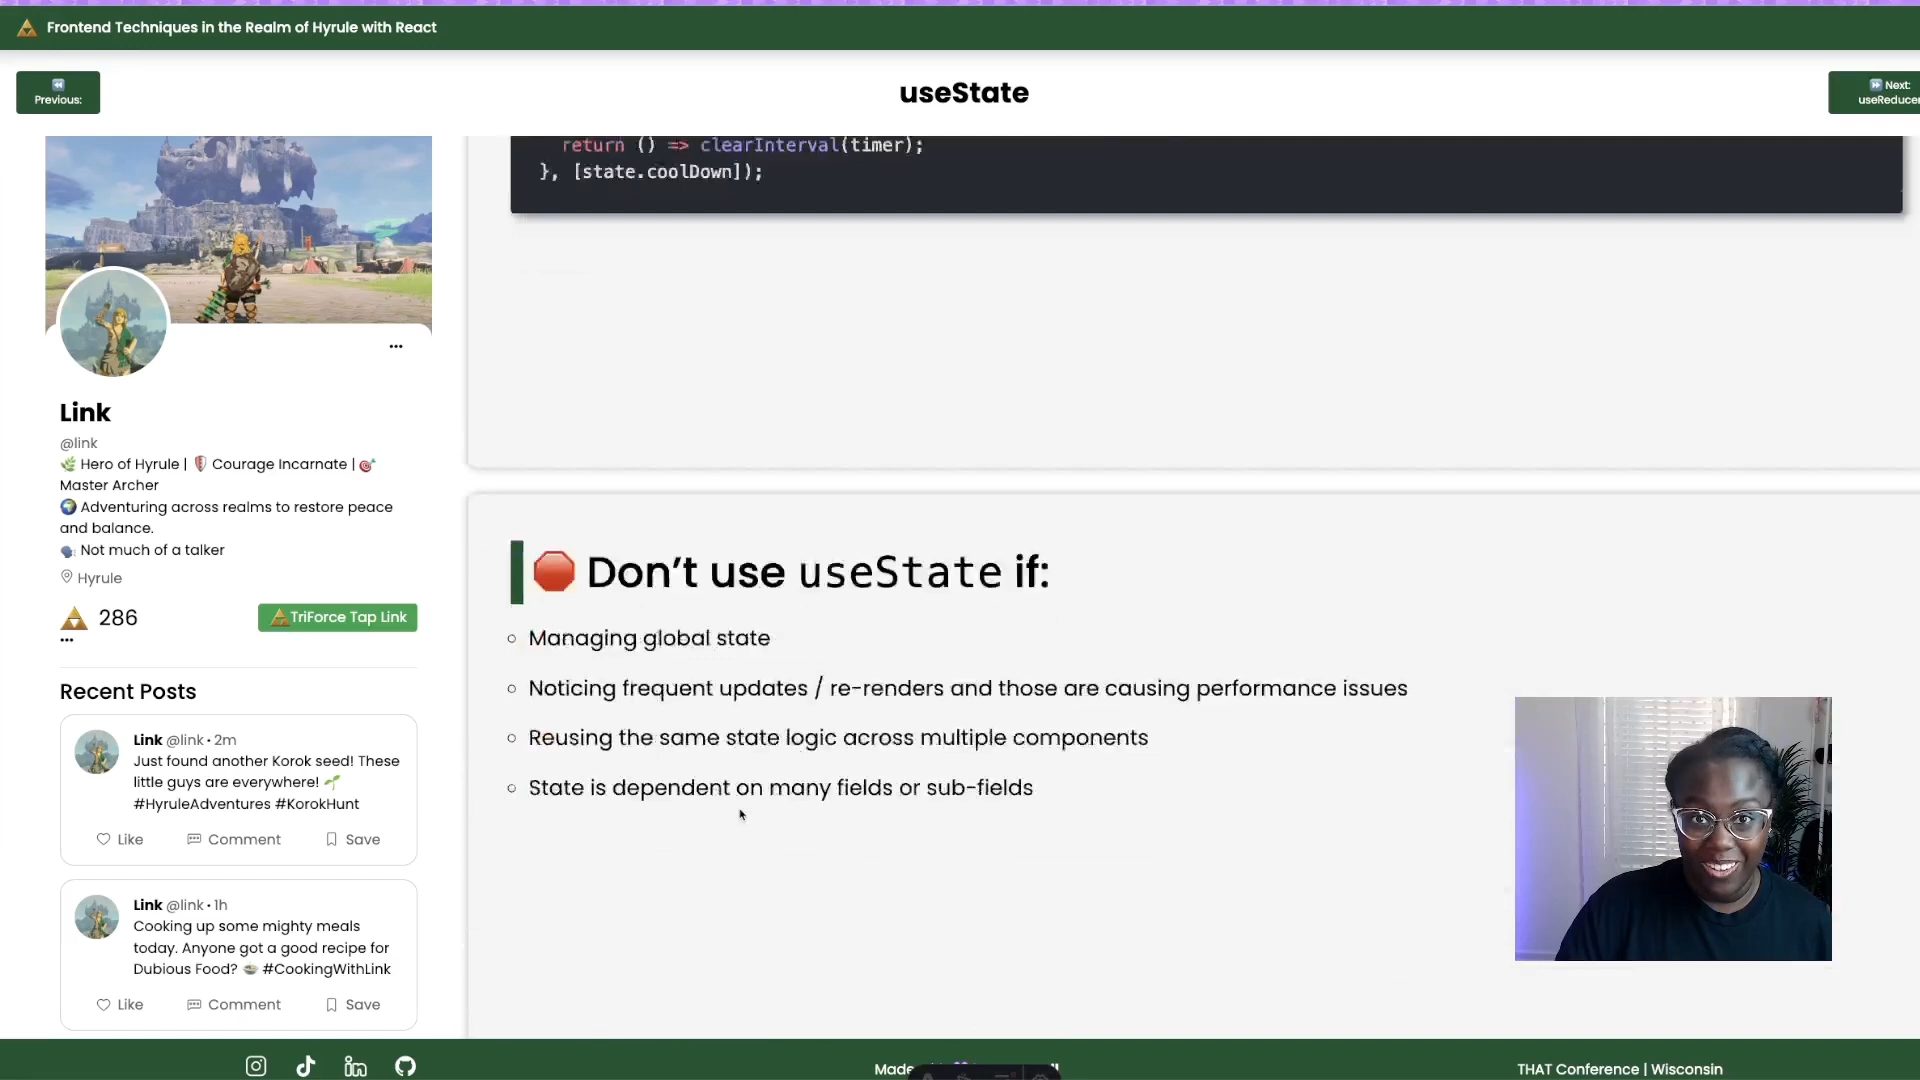 Frontend Techniques in the Realm of Hyrule with React
Previous:
useState
Next:
useReducer
return () => clearInterval(timer);
}, [state.coolDown]);
Link
@link
Hero of Hyrule | Courage Incarnate |
Master Archer
Adventuring across realms to restore peace
and balance.
Not much of a talker
Hyrule
286
TriForce Tap Link
Recent Posts
Link @link • 2m
Just found another Korok seed! These
little guys are everywhere!
#HyruleAdventures #KorokHunt
Like Comment Save
Link @link • 1h
Cooking up some mighty meals
today. Anyone got a good recipe for
Dubious Food? #CookingWithLink
Like Comment Save
Don’t use useState if:
Managing global state
Noticing frequent updates / re-renders and those are causing performance issues
Reusing the same state logic across multiple components
State is dependent on many fields or sub-fields
THAT Conference | Wisconsin